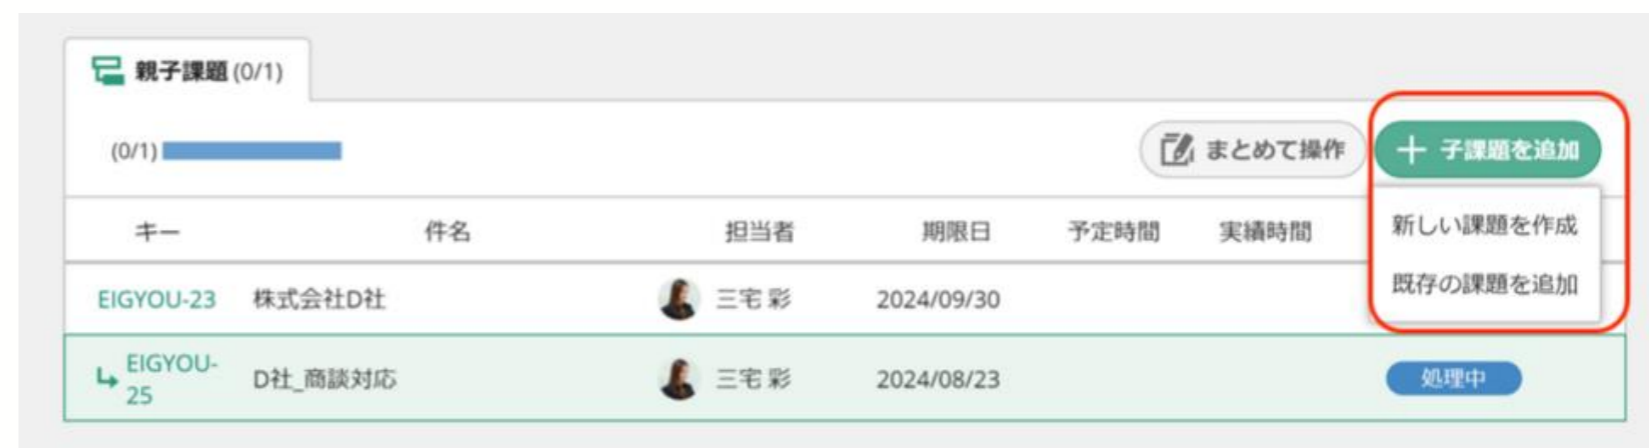 親子課題 (0/1)
(0/1) まとめて操作 + 子課題を追加
キー 件名 担当者 期限日 予定時間 実績時間
新しい課題を作成
既存の課題を追加
EIGYOU-23 株式会社D社 三宅 彩 2024/09/30
EIGYOU-
25 D社_商談対応 三宅 彩 2024/08/23 処理中